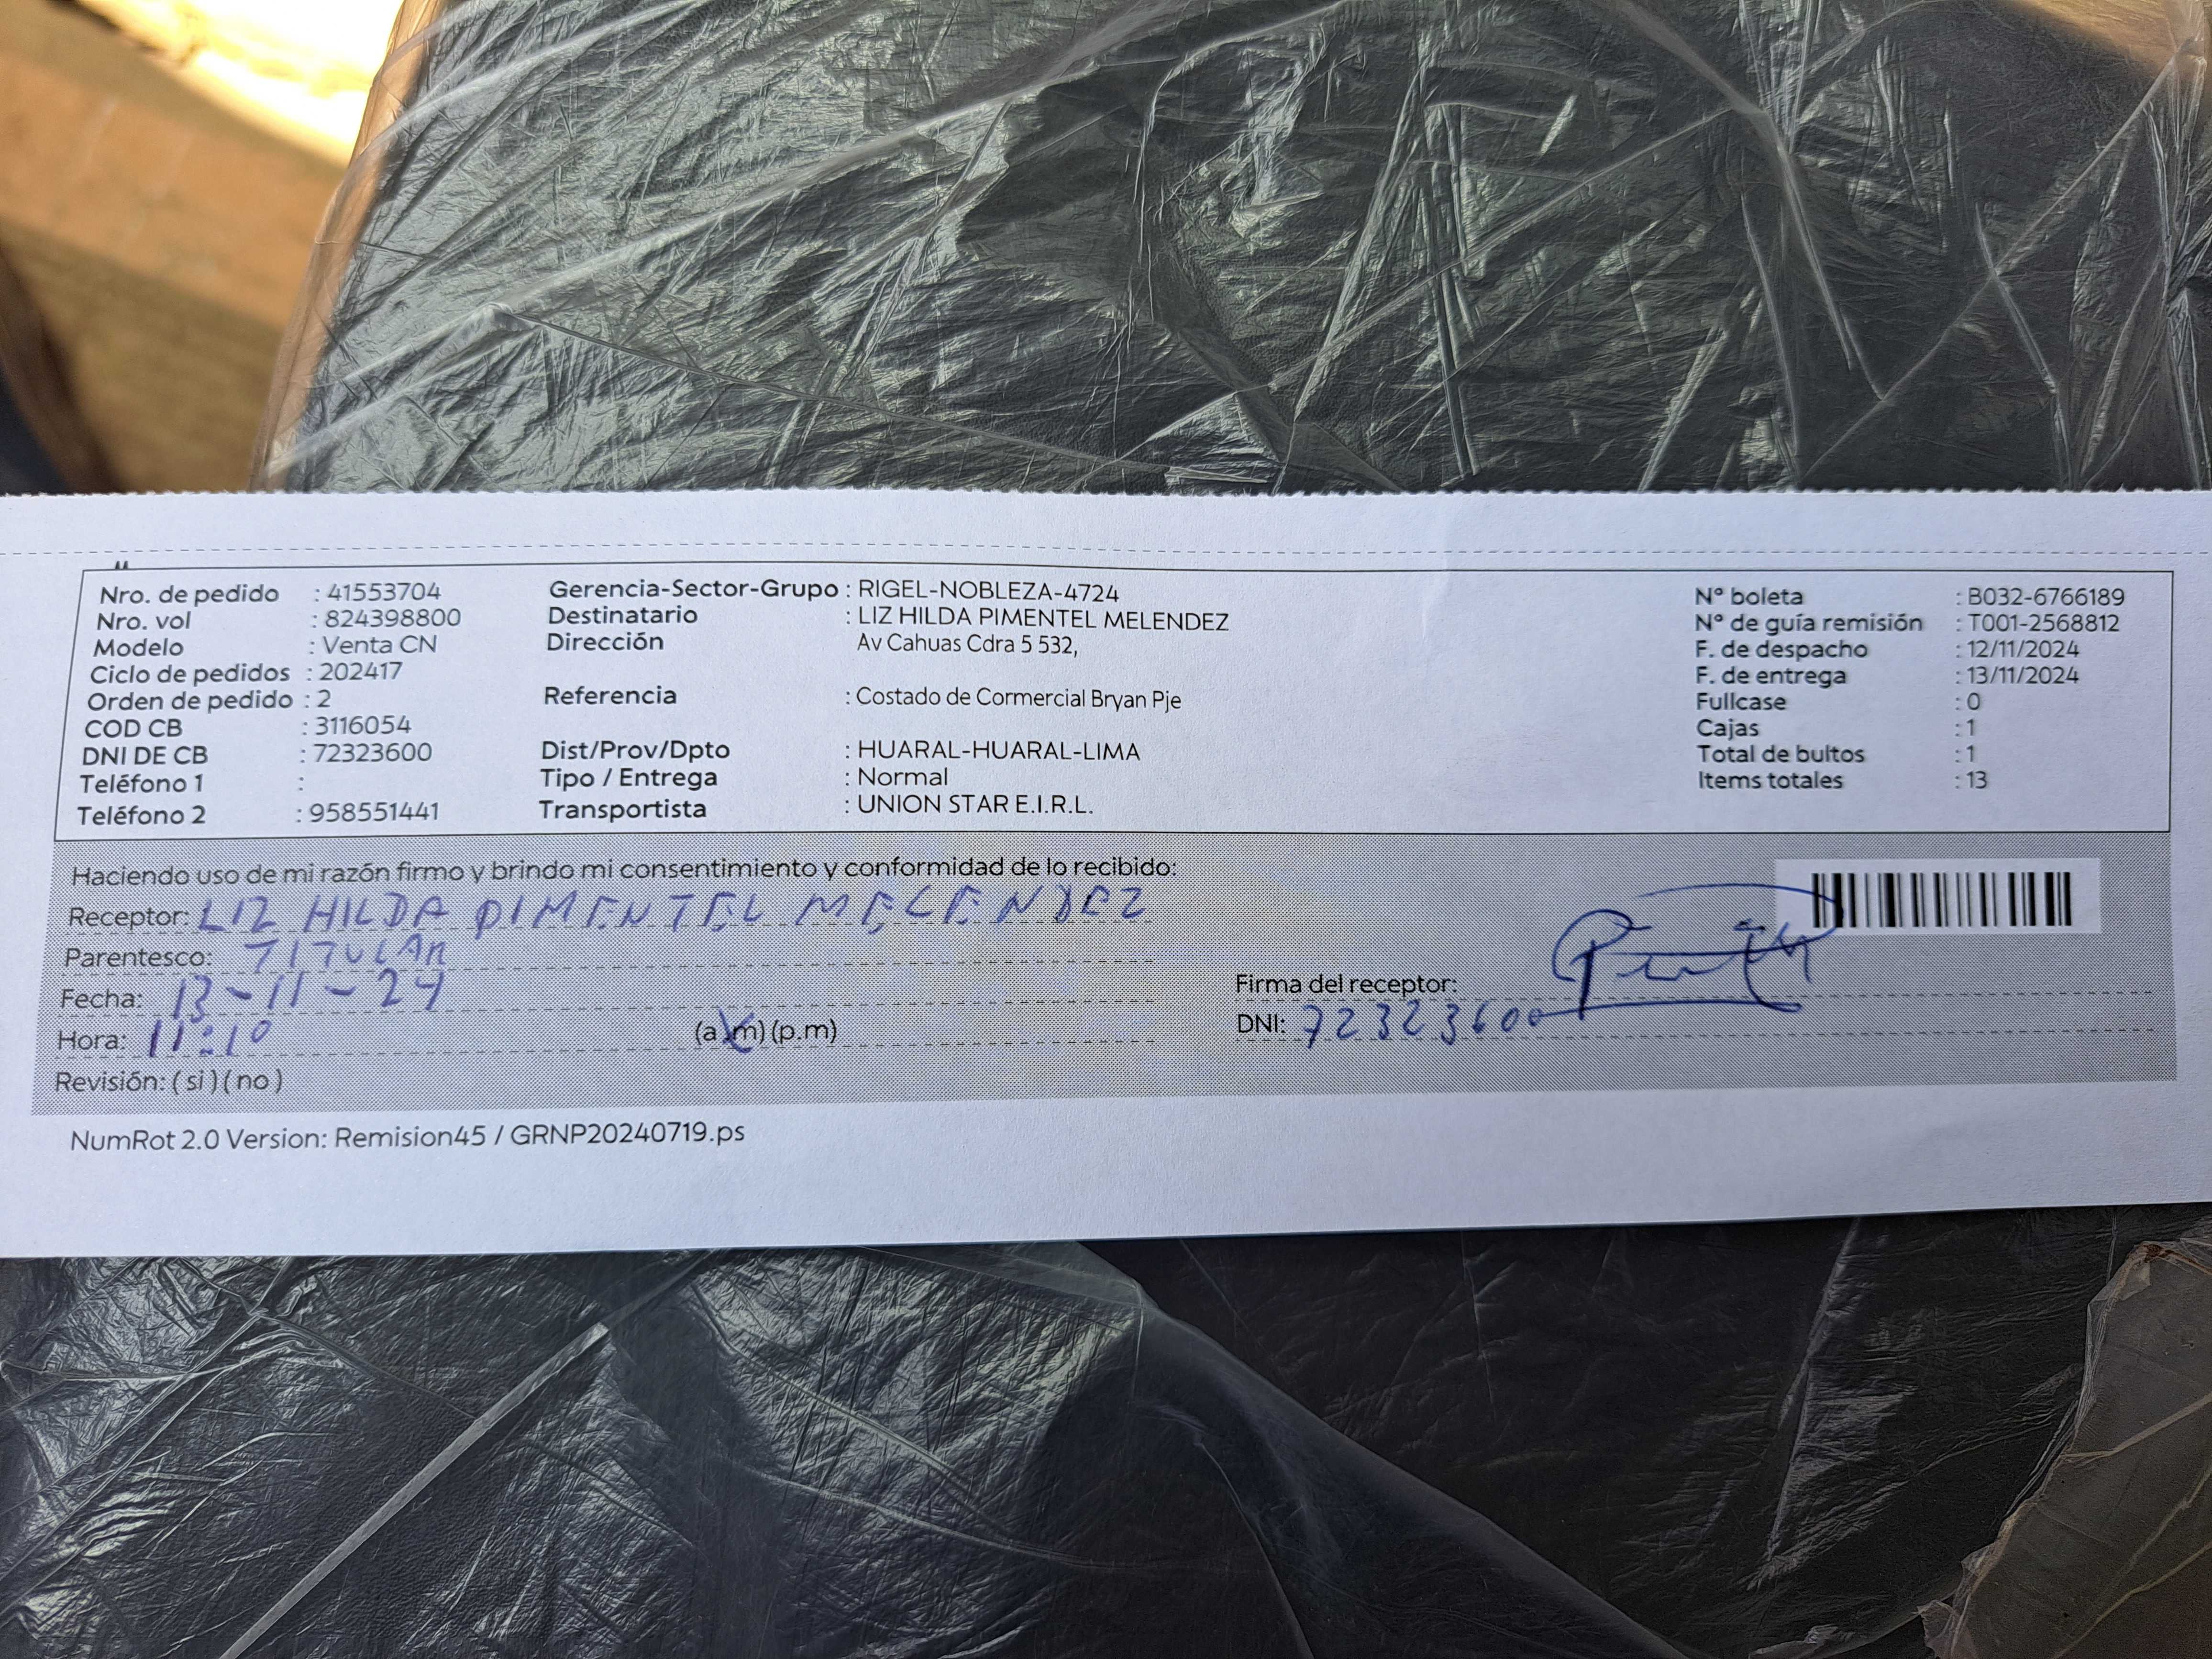 Nro. de pedido : 41553704
Nro. vol : 824398800
Modelo : Venta CN
Ciclo de pedidos : 202417
Orden de pedido : 2
COD CB : 3116054
DNI DE CB : 72323600
Teléfono 1 :
Teléfono 2 : 958551441
Gerencia-Sector-Grupo : RIGEL-NOBLEZA-4724
Destinatario : LIZ HILDA PIMENTEL MELENDEZ
Dirección Av Cahuas Cdra 5 532,
Referencia : Costado de Cormercial Bryan Pje
Dist/Prov/Dpto : HUARAL-HUARAL-LIMA
Tipo / Entrega : Normal
Transportista : UNION STAR E.I.R.L.
N° boleta : B032-6766189
N° de guía remisión : T001-2568812
F. de despacho : 12/11/2024
F. de entrega : 13/11/2024
Fullcase : 0
Cajas : 1
Total de bultos : 1
Items totales : 13
Haciendo uso de mi razón firmo y brindo mi consentimiento y conformidad de lo recibido:
Receptor: LIZ HILDA PIMENTEL MELENDEZ
Parentesco: TITULAR
Fecha: 13-11-24
Hora: 11:10 (a.m) (p.m)
Revisión: ( si ) ( no )
Firma del receptor:
DNI: 72323600
NumRot 2.0 Version: Remision45 / GRNP20240719.ps